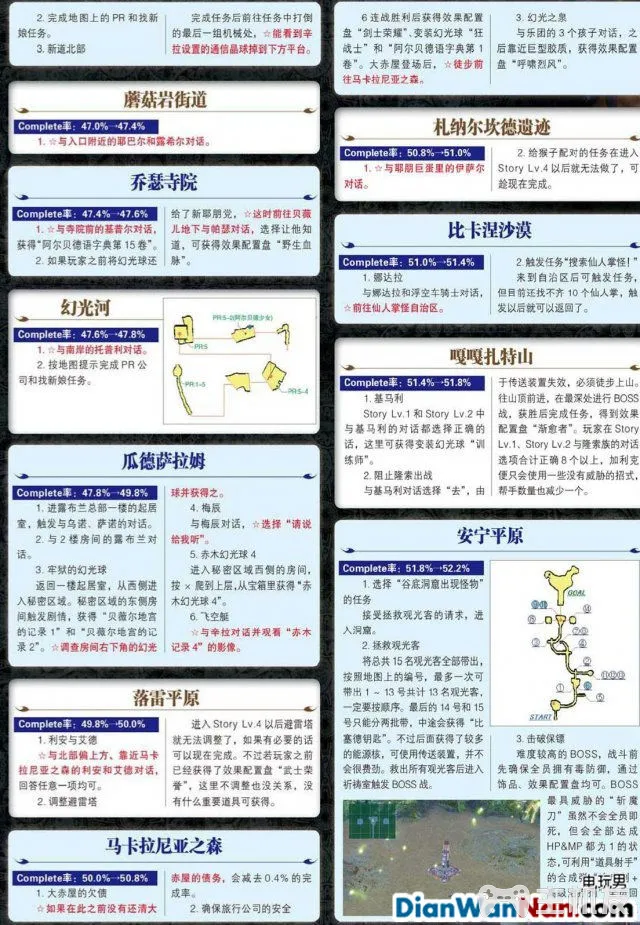 2. 完成地图上的 PR 和找新
娘任务。
3. 新道北部
完成任务后前往任务中打倒
的最后一组机械处，☆能看到辛
拉设置的通信晶球掉到下方平台。
蘑菇岩街道
Complete率：47.0%→47.4%
1. ☆与入口附近的耶巴尔和露希尔对话。
乔瑟寺院
Complete率：47.4%→47.6%
1. ☆与寺院前的基普尔对话，
获得“阿尔贝德语字典第 15 卷”。
2. 如果玩家之前将幻光球还
给了新耶朋党，☆这时前往贝薇
儿地下与帕瑟对话，选择让他知
道，可获得效果配置盘“野生血
脉”。
幻光河
Complete率：47.6%→47.8%
1. ☆与南岸的托普利对话。
2. 按地图提示完成 PR 公
司和找新娘任务。
PR:5-2(阿尔贝德少女)
PR:5
PR:1-5
PR:5-4
瓜德萨拉姆
Complete率：47.8%→49.8%
1. 进露布兰总部一楼的起居
室，触发与乌诺、萨诺的对话。
2. 与 2 楼房间的露布兰对
话。
3. 牢狱的幻光球
返回一楼起居室，从西侧进
入秘密区域。秘密区域的东侧房
间触发剧情，获得“贝薇尔地宫
的记录 1”和“贝薇尔地宫的记
录 2”。☆调查房间右下角的幻光
球并获得之。
4. 梅辰
与梅辰对话，☆选择“请说
给我听”。
5. 赤木幻光球 4
进入秘密区域西侧的房间，
按 × 爬到上层，从宝箱里获得“赤
木幻光球 4”。
6. 飞空艇
☆与辛拉对话并观看“赤木
记录 4”的影像。
落雷平原
Complete率：49.8%→50.0%
1. 利安与艾德
☆与北部偏上方、靠近马卡
拉尼亚之森的利安和艾德对话，
回答任意一项均可。
2. 调整避雷塔
进入 Story Lv.4 以后避雷塔
就无法调整了，如果有必要的话
可以现在完成。不过若玩家之前
已经获得了效果配置盘“武士荣
誉”，这里不调整也没关系，没
有什么重要道具可获得。
马卡拉尼亚之森
Complete率：50.0%→50.8%
1. 大赤屋的欠债
☆如果在此之前没有还清大
赤屋的债务，会减去 0.4% 的完
成率。
2. 确保旅行公司的安全
6 连战胜利后获得效果配置
盘“剑士荣耀”、变装幻光球“狂
战士”和“阿尔贝德语字典第 1
卷”。大赤屋登场后，☆徒步前
往马卡拉尼亚之森。
3. 幻光之泉
与乐团的 3 个孩子对话，之
后靠近巨型胶质，获得效果配置
盘“呼啸烈风”。
札纳尔坎德遗迹
Complete率：50.8%→51.0%
1. ☆与耶朋巨蛋里的伊萨尔
对话。
2. 给猴子配对的任务在进入
Story Lv.4 以后就无法做了，可
趁现在完成。
比卡涅沙漠
Complete率：51.0%→51.4%
1. 娜达拉
与娜达拉和浮空车骑士对话，
☆前往仙人掌怪自治区。
2. 触发任务“搜索仙人掌怪！”
来到自治区后可触发任务，
但目前还找不齐 10 个仙人掌，触
发以后就可以返回了。
嘎嘎扎特山
Complete率：51.4%→51.8%
1. 基马利
Story Lv.1 和 Story Lv.2 中
与基马利的对话都选择正确的
话，这里可获得变装幻光球“训
练师”。
2. 阻止隆索出战
与基马利对话选择“去”，由
于传送装置失效，必须徒步上山。
往山顶前进，在最深处进行 BOSS
战，获胜后完成任务，得到效果
配置盘“渐愈者”。玩家在 Story
Lv.1、Story Lv.2 与隆索族的对话
选项合计正确 8 个以上，加利克
便只会使用一些没有威胁的招式，
帮手数量也减少一个。
安宁平原
Complete率：51.8%→52.2%
1. 选择“谷底洞窟出现怪物”
的任务
接受拯救观光客的请求，进
入洞窟。
2. 拯救观光客
将总共 15 名观光客全部带出，
按照地图上的编号，最多一次可
带出 1 ～ 13 号共计 13 名观光客，
一定要按顺序。最后的 14 号和 15
号只能分两批带，中途会获得“比
塞德钥匙”。不过后面获得了较多
的能源核，可使用传送装置，并不
会很费劲。救出所有观光客后进入
祈祷室触发 BOSS 战。
GOAL
START
3. 击破保镖
难度较高的 BOSS，战斗前
先确保全员拥有毒防御，通过
饰品、效果配置盘均可。BOSS
最具威胁的“斩魔
刀”虽然不会全员即
死，但会全部达成
HP&MP 都为 1 的状
态，可利用“道具射手”
的合成弹
电玩男
DianWanNan.com